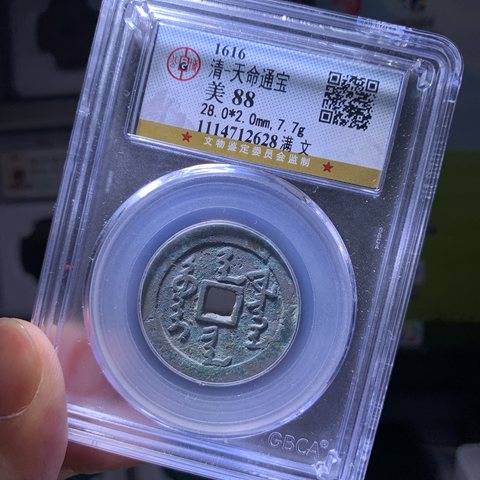 1616
清·天命通宝
美 88
28.0*2.0mm,7.7g
1114712628 满文
文物鉴定委员会监制
GBCA®